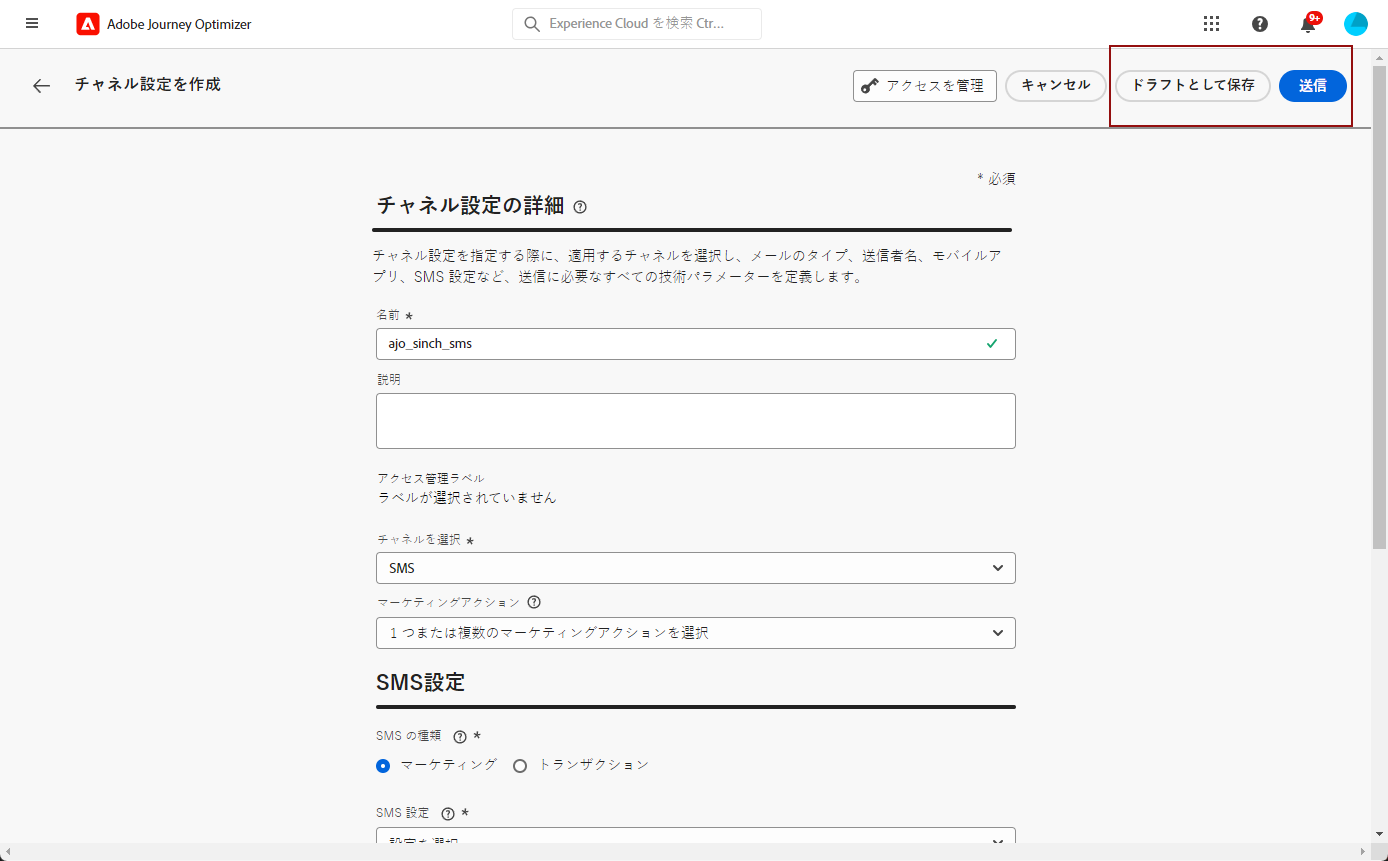 Adobe Journey Optimizer
Experience Cloud を検索 Ctr...
9+
チャネル設定を作成
アクセスを管理
キャンセル
ドラフトとして保存
送信
* 必須
チャネル設定の詳細
チャネル設定を指定する際に、適用するチャネルを選択し、メールのタイプ、送信者名、モバイルア
プリ、SMS 設定など、送信に必要なすべての技術パラメーターを定義します。
名前 *
ajo_sinch_sms
説明
アクセス管理ラベル
ラベルが選択されていません
チャネルを選択 *
SMS
マーケティングアクション
1 つまたは複数のマーケティングアクションを選択
SMS設定
SMS の種類 *
マーケティング トランザクション
SMS 設定 *
設定を選択